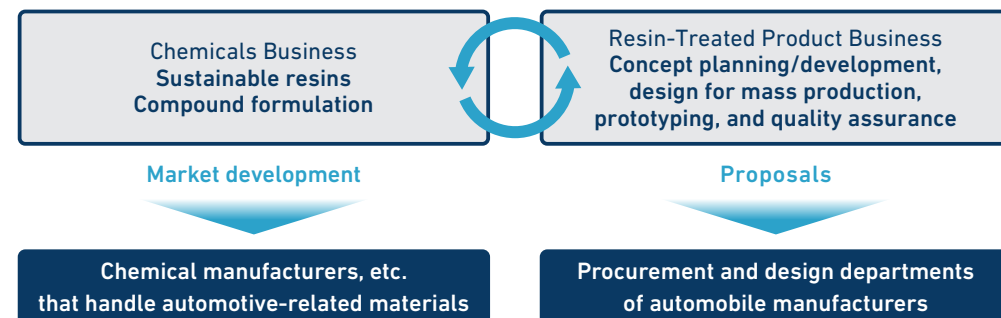 Chemicals Business
Sustainable resins
Compound formulation
Resin-Treated Product Business
Concept planning/development,
design for mass production,
prototyping, and quality assurance
Market development
Proposals
Chemical manufacturers, etc.
that handle automotive-related materials
Procurement and design departments
of automobile manufacturers